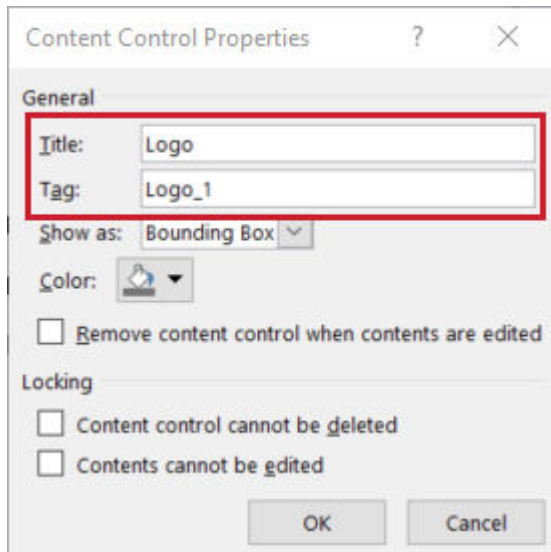 Content Control Properties ? ×
General
Title: Logo
Tag: Logo_1
Show as: Bounding Box
Color:
Remove content control when contents are edited
Locking
Content control cannot be deleted
Contents cannot be edited
OK Cancel